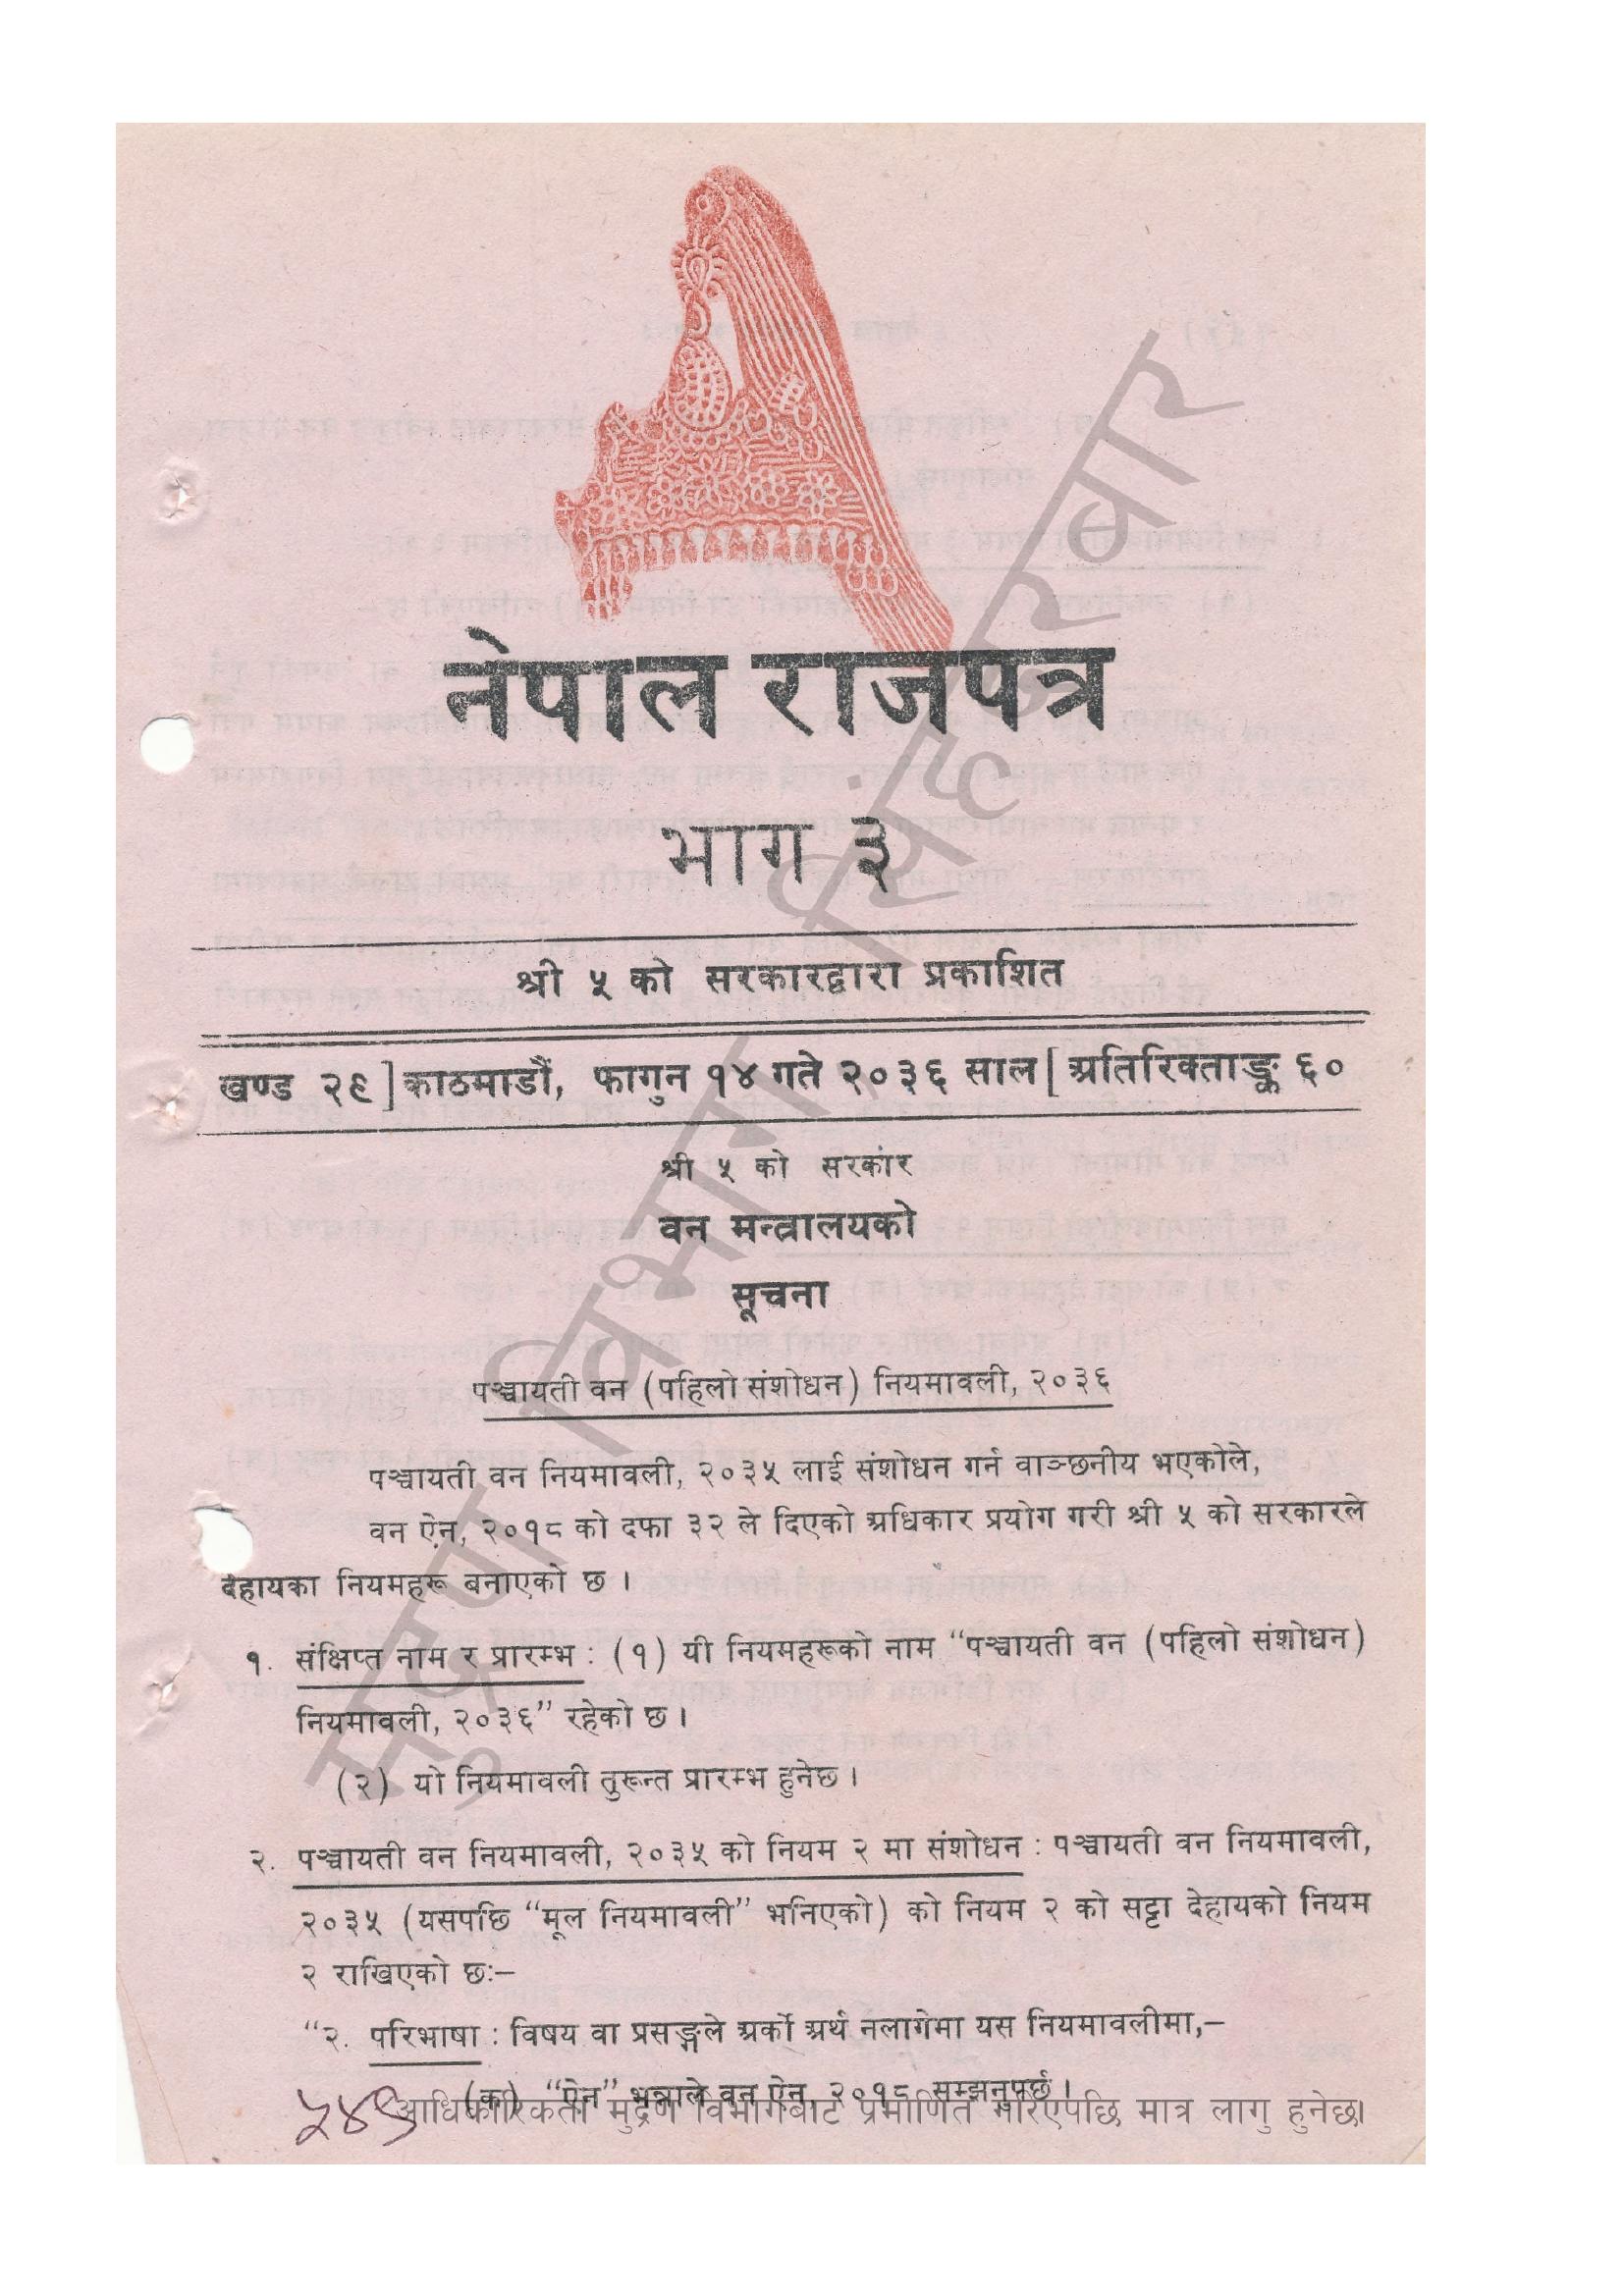 नेपाल राजपत्र
भाग ३
श्री ५ को सरकारद्वारा प्रकाशित
खण्ड २९] काठमाडौं, फागुन १४ गते २०३६ साल [अतिरिक्ताङ्क ६०
श्री ५ को सरकार
वन मन्त्रालयको
सूचना
पञ्चायती वन (पहिलो संशोधन) नियमावली, २०३६
पञ्चायती वन नियमावली, २०३५ लाई संशोधन गर्न वाञ्छनीय भएकोले,
वन ऐन, २०१८ को दफा ३२ ले दिएको अधिकार प्रयोग गरी श्री ५ को सरकारले
देहायका नियमहरू बनाएको छ ।
१. संक्षिप्त नाम र प्रारम्भ : (१) यी नियमहरूको नाम “पञ्चायती वन (पहिलो संशोधन)
नियमावली, २०३६” रहेको छ ।
(२) यो नियमावली तुरून्त प्रारम्भ हुनेछ ।
२. पञ्चायती वन नियमावली, २०३५ को नियम २ मा संशोधन : पञ्चायती वन नियमावली,
२०३५ (यसपछि “मूल नियमावली” भनिएको) को नियम २ को सट्टा देहायको नियम
२ राखिएको छः–
“२. परिभाषा : विषय वा प्रसङ्गले अर्को अर्थ नलागेमा यस नियमावलीमा,–
(क) “ऐन” भन्नाले वन ऐन, २०१८ सम्झनुपर्छ ।
५४९
आधिकारिकता मुद्रण विभागबाट प्रमाणित गरिएपछि मात्र लागु हुनेछ।
मुद्रण विभाग, सिंहदरवार